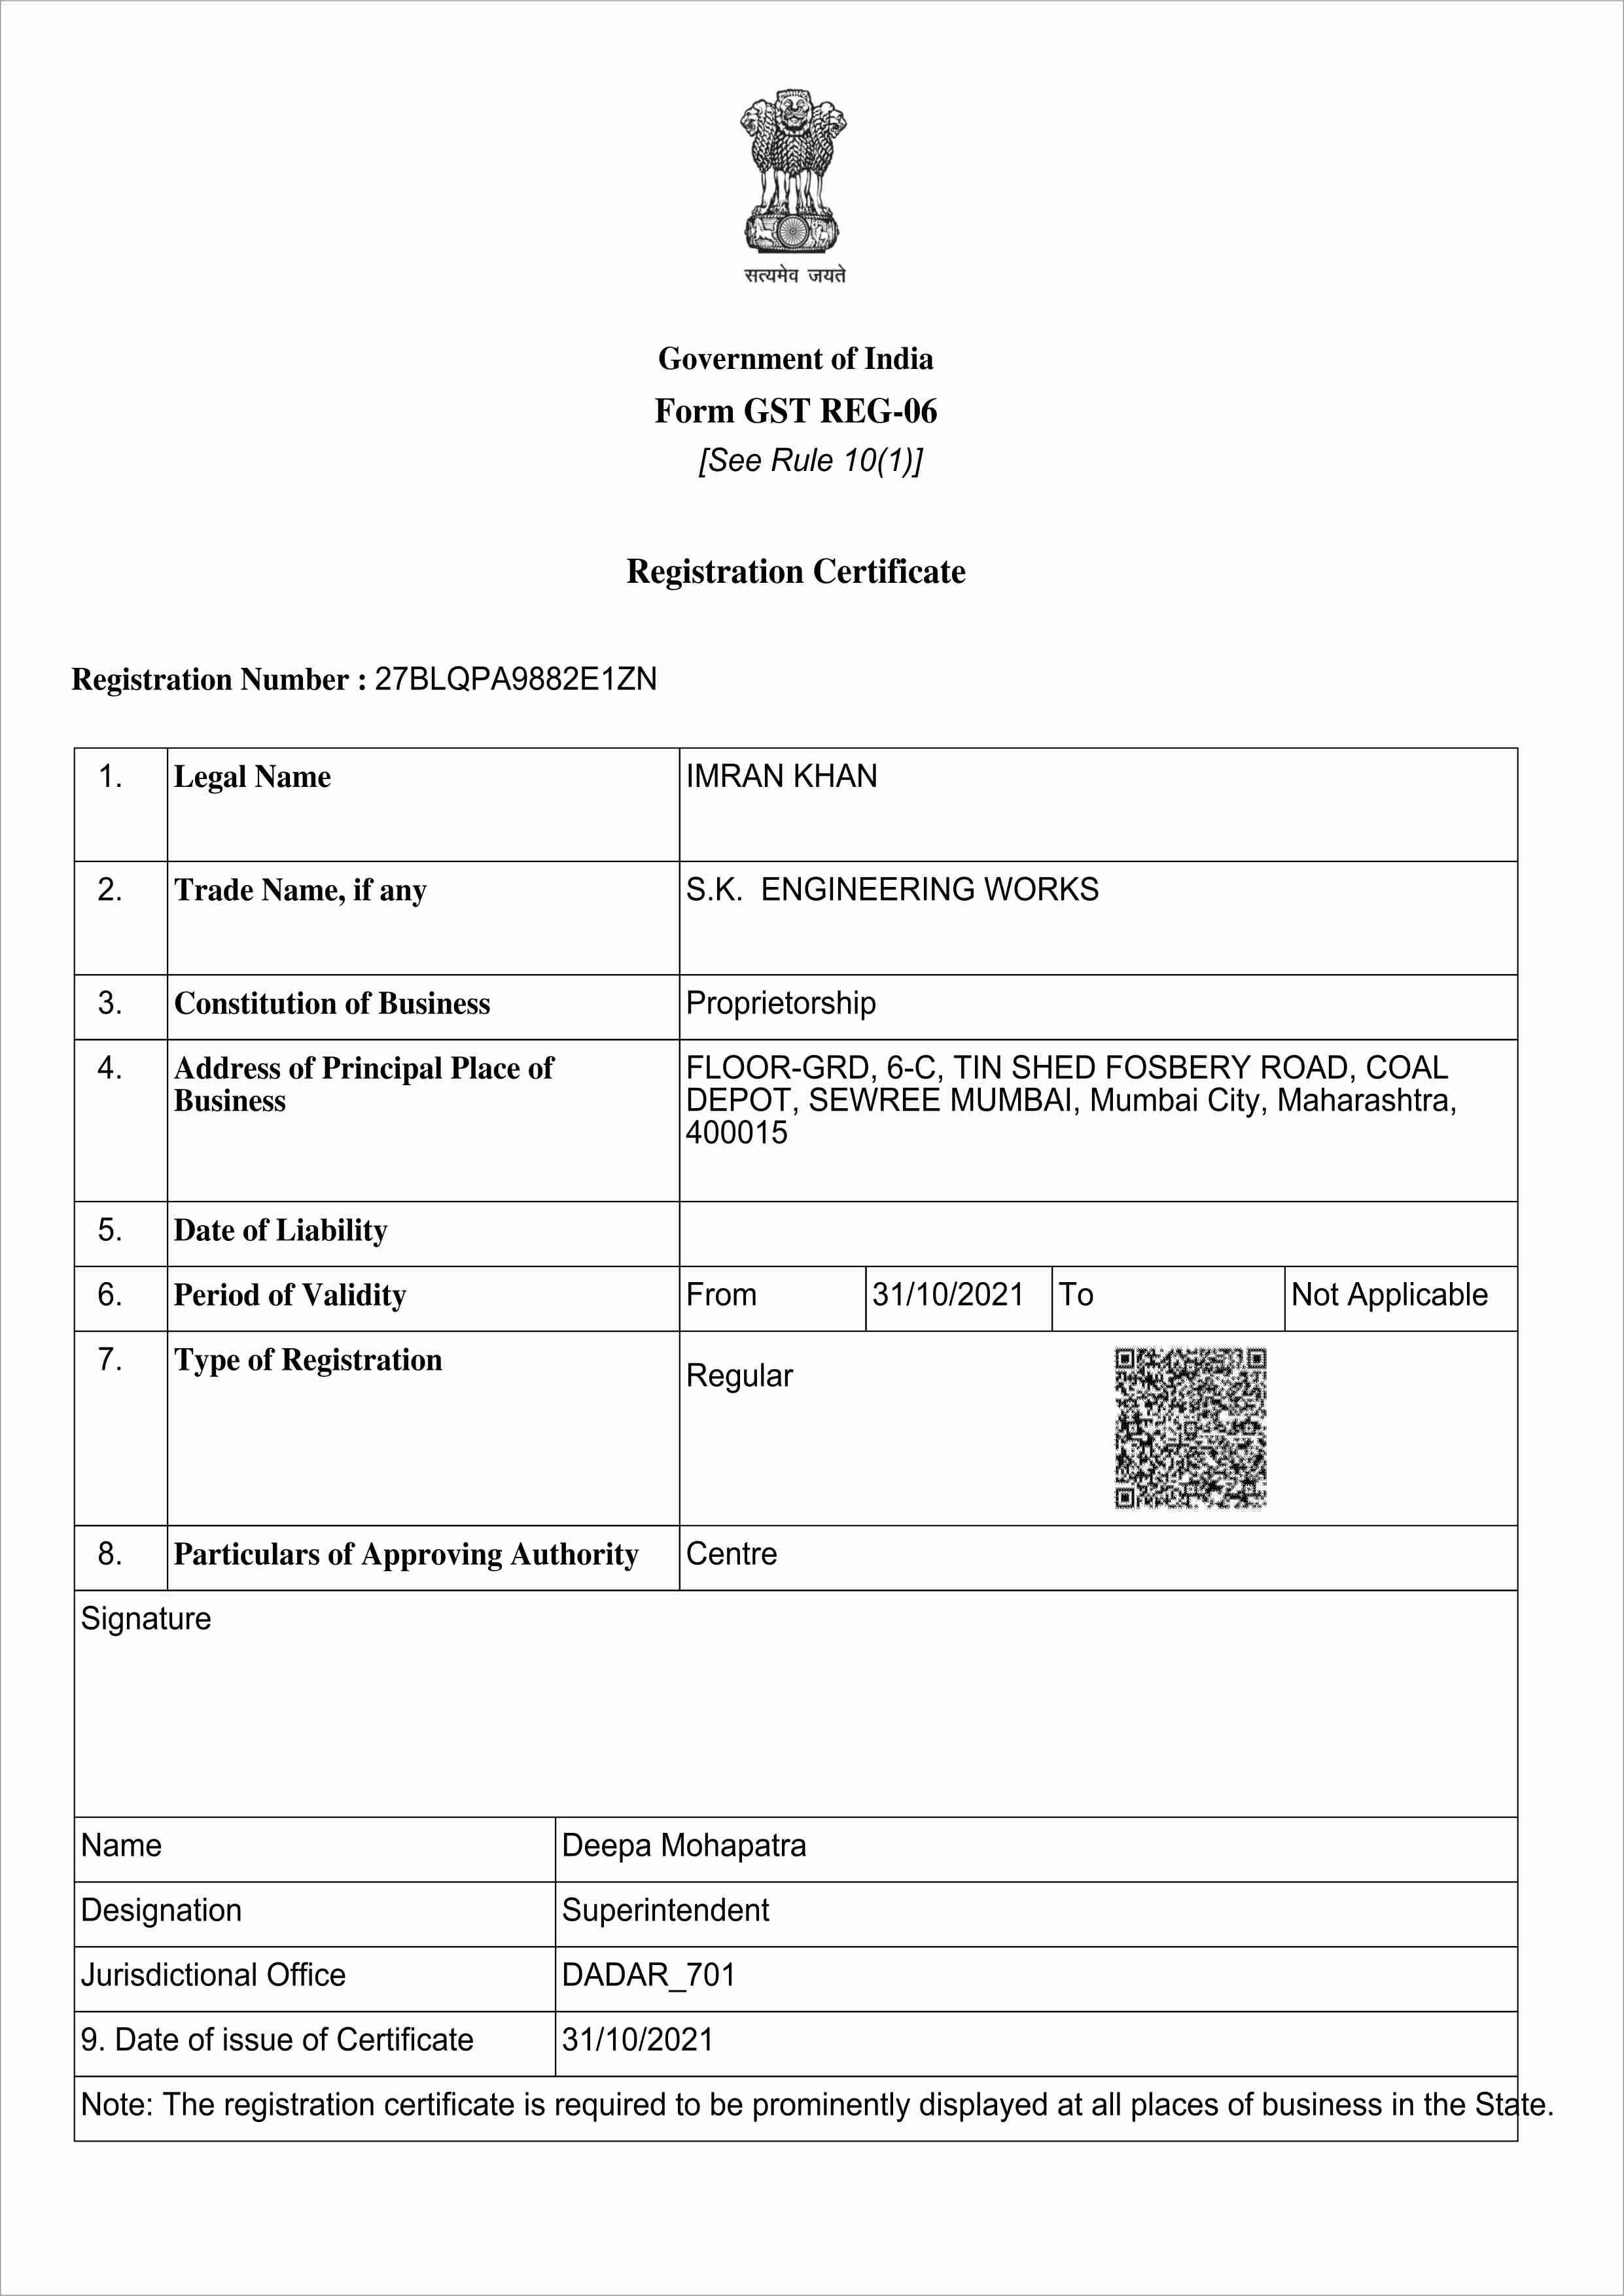 सत्यमेव जयते
Government of India
Form GST REG-06
[See Rule 10(1)]
Registration Certificate
Registration Number : 27BLQPA9882E1ZN
1. Legal Name IMRAN KHAN
2. Trade Name, if any S.K.  ENGINEERING WORKS
3. Constitution of Business Proprietorship
4. Address of Principal Place of Business FLOOR-GRD, 6-C, TIN SHED FOSBERY ROAD, COAL
DEPOT, SEWREE MUMBAI, Mumbai City, Maharashtra,
400015
5. Date of Liability
6. Period of Validity From 31/10/2021 To Not Applicable
7. Type of Registration Regular
8. Particulars of Approving Authority Centre
Signature
Name Deepa Mohapatra
Designation Superintendent
Jurisdictional Office DADAR_701
9. Date of issue of Certificate 31/10/2021
Note: The registration certificate is required to be prominently displayed at all places of business in the State.